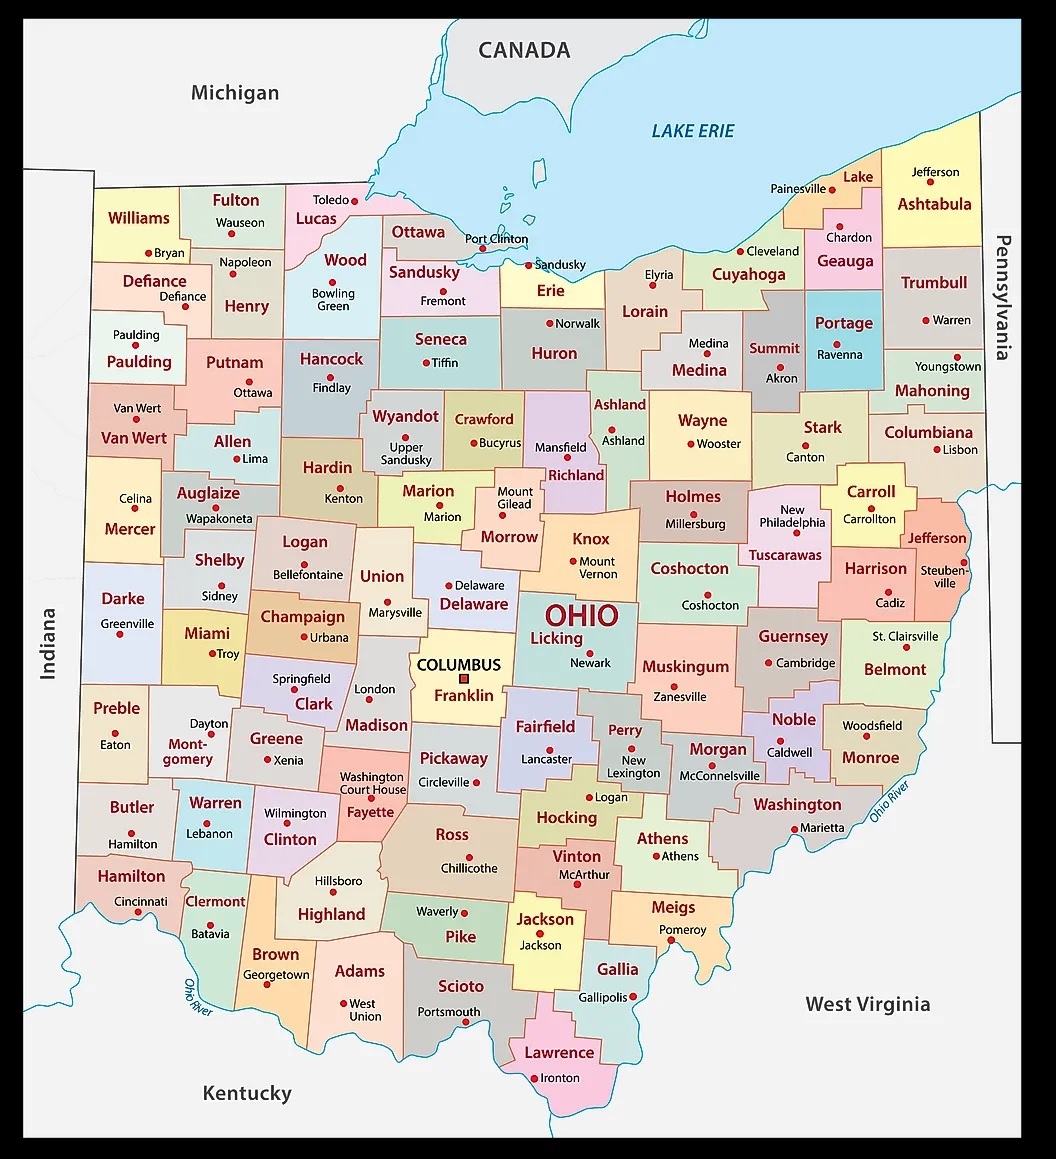 CANADA
Michigan
LAKE ERIE
Jefferson
Lake
Painesville
Ashtabula
Fulton
Toledo
Williams
Wauseon
Lucas
Chardon
Ottawa
Port Clinton
Geauga
Bryan
Napoleon
Wood
Sandusky
Sandusky
Cleveland
Cuyahoga
Defiance
Defiance
Henry
Bowling
Green
Fremont
Erie
Elyria
Lorain
Trumbull
Warren
Pennsylvania
Paulding
Paulding
Putnam
Ottawa
Hancock
Findlay
Seneca
Tiffin
Norwalk
Huron
Medina
Medina
Summit
Akron
Portage
Ravenna
Youngstown
Mahoning
Van Wert
Van Wert
Allen
Lima
Wyandot
Upper
Sandusky
Crawford
Bucyrus
Mansfield
Richland
Ashland
Ashland
Wayne
Wooster
Stark
Canton
Columbiana
Lisbon
Celina
Mercer
Auglaize
Wapakoneta
Hardin
Kenton
Marion
Marion
Mount
Gilead
Morrow
Holmes
Millersburg
New
Philadelphia
Tuscarawas
Carroll
Carrollton
Jefferson
Steuben-
ville
Shelby
Sidney
Logan
Bellefontaine
Union
Marysville
Delaware
Delaware
Knox
Mount
Vernon
Coshocton
Coshocton
Harrison
Cadiz
Indiana
Darke
Greenville
Miami
Troy
Champaign
Urbana
OHIO
Licking
Newark
Muskingum
Zanesville
Guernsey
Cambridge
St. Clairsville
Belmont
Springfield
Clark
London
Madison
COLUMBUS
Franklin
Preble
Eaton
Dayton
Mont-
gomery
Greene
Xenia
Pickaway
Circleville
Fairfield
Lancaster
Perry
New
Lexington
Morgan
McConnelsville
Noble
Caldwell
Woodsfield
Monroe
Washington
Court House
Fayette
Butler
Hamilton
Warren
Lebanon
Wilmington
Clinton
Ross
Chillicothe
Logan
Hocking
Athens
Athens
Washington
Marietta
Ohio River
Hamilton
Cincinnati
Clermont
Batavia
Hillsboro
Highland
Vinton
McArthur
Waverly
Pike
Jackson
Jackson
Meigs
Pomeroy
Brown
Georgetown
Adams
West
Union
Scioto
Portsmouth
Gallia
Gallipolis
Ohio River
West Virginia
Lawrence
Ironton
Kentucky